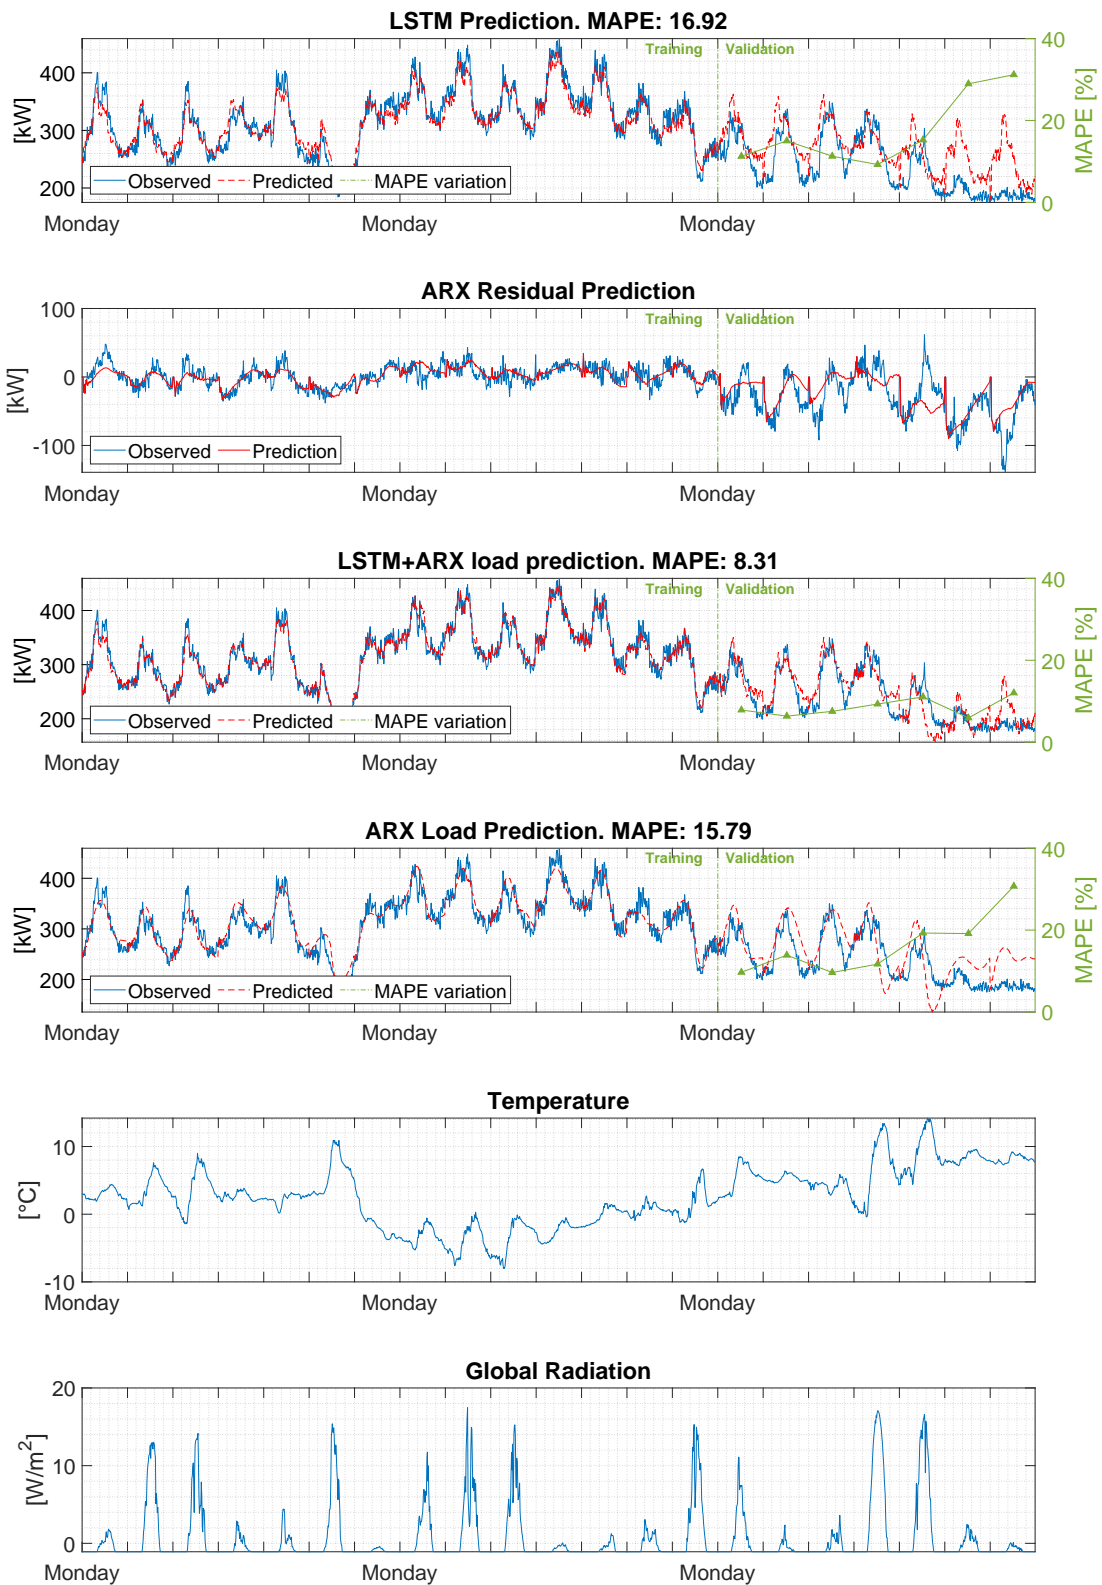 LSTM Prediction. MAPE: 16.92
Training Validation
[kW]
400
300
200
40
20
0
MAPE [%]
Observed Predicted MAPE variation
Monday Monday Monday
ARX Residual Prediction
Training Validation
[kW]
100
0
-100
Observed Prediction
Monday Monday Monday
LSTM+ARX load prediction. MAPE: 8.31
Training Validation
[kW]
400
300
200
40
20
0
MAPE [%]
Observed Predicted MAPE variation
Monday Monday Monday
ARX Load Prediction. MAPE: 15.79
Training Validation
[kW]
400
300
200
40
20
0
MAPE [%]
Observed Predicted MAPE variation
Monday Monday Monday
Temperature
[°C]
10
0
-10
Monday Monday Monday
Global Radiation
[W/m²]
20
10
0
Monday Monday Monday